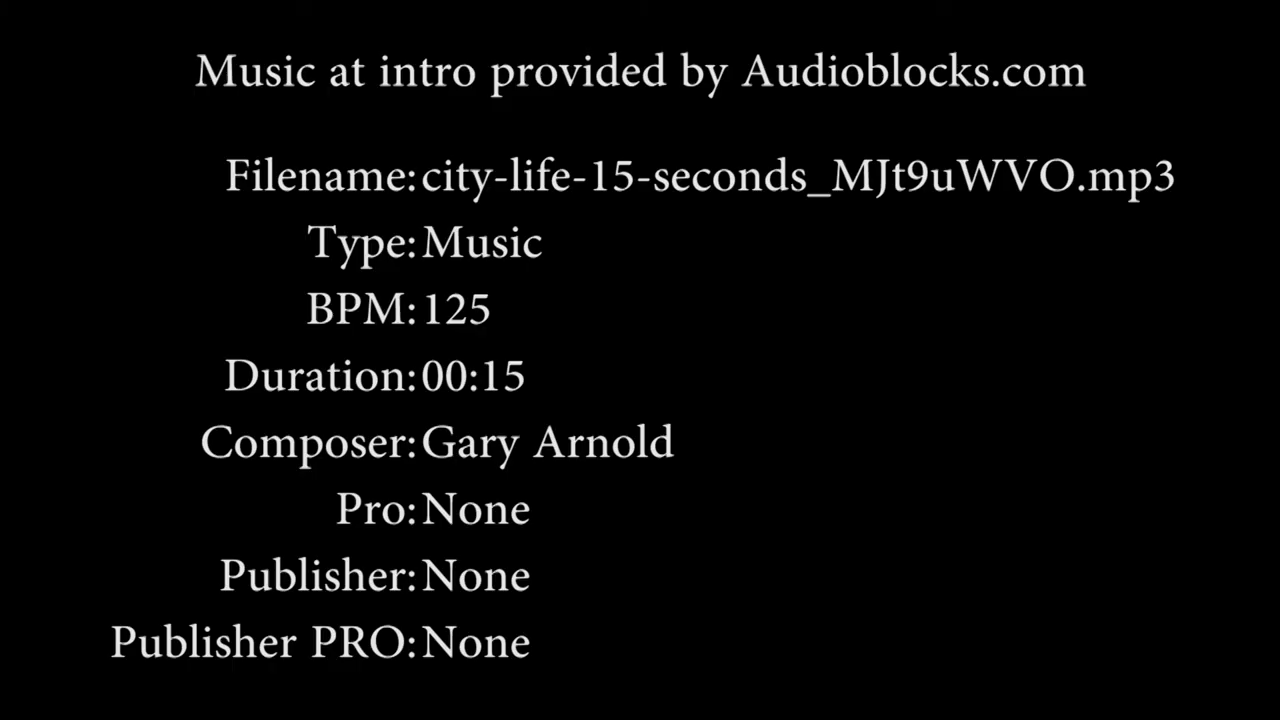 Music at intro provided by Audioblocks.com
Filename: city-life-15-seconds_MJt9uWVO.mp3
Type: Music
BPM: 125
Duration: 00:15
Composer: Gary Arnold
Pro: None
Publisher: None
Publisher PRO: None